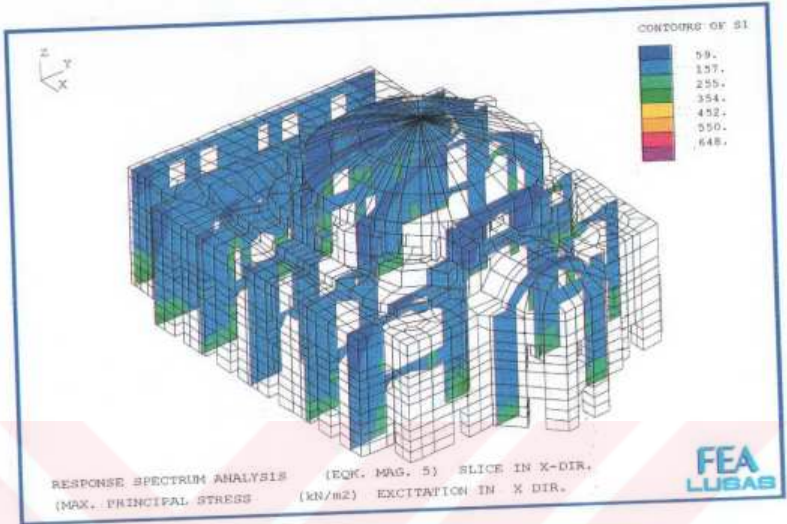 CONTOURS OF S1
59.
157.
255.
354.
452.
550.
648.
Z
Y
X
RESPONSE SPECTRUM ANALYSIS (EQK. MAG. 5) SLICE IN X-DIR.
(MAX. PRINCIPAL STRESS (kN/m2) EXCITATION IN X DIR.
FEA
LUSAS